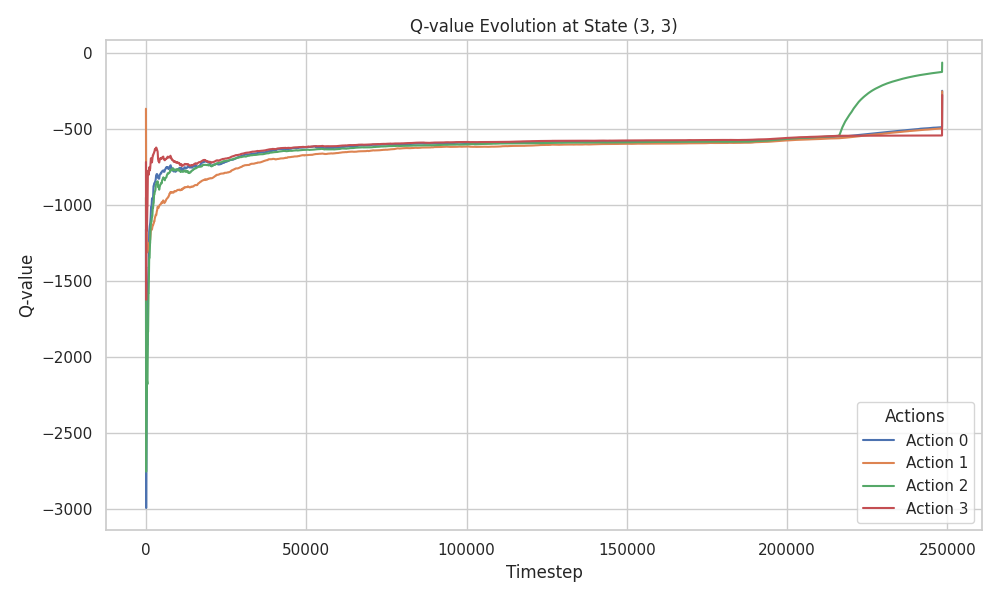 Q-value Evolution at State (3, 3)
Q-value
0
−500
−1000
−1500
−2000
−2500
−3000
0
50000
100000
150000
200000
250000
Timestep
Actions
Action 0
Action 1
Action 2
Action 3